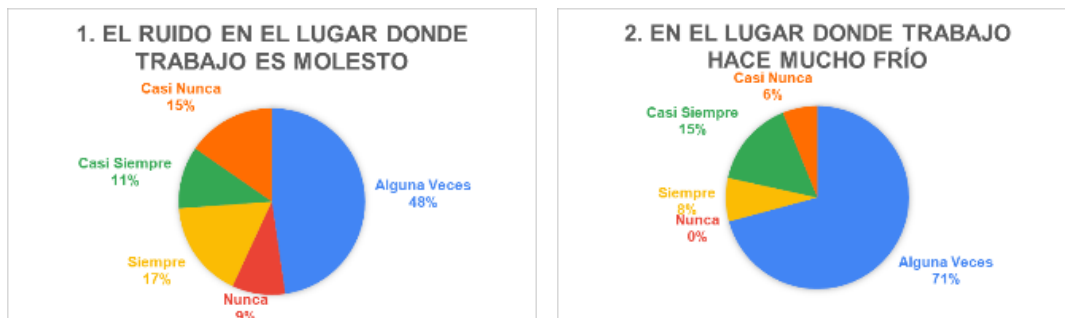 1. EL RUIDO EN EL LUGAR DONDE
TRABAJO ES MOLESTO
Casi Nunca
15%
Casi Siempre
11%
Alguna Veces
48%
Siempre
17%
Nunca
9%
2. EN EL LUGAR DONDE TRABAJO
HACE MUCHO FRÍO
Casi Nunca
6%
Casi Siempre
15%
Siempre
8%
Nunca
0%
Alguna Veces
71%